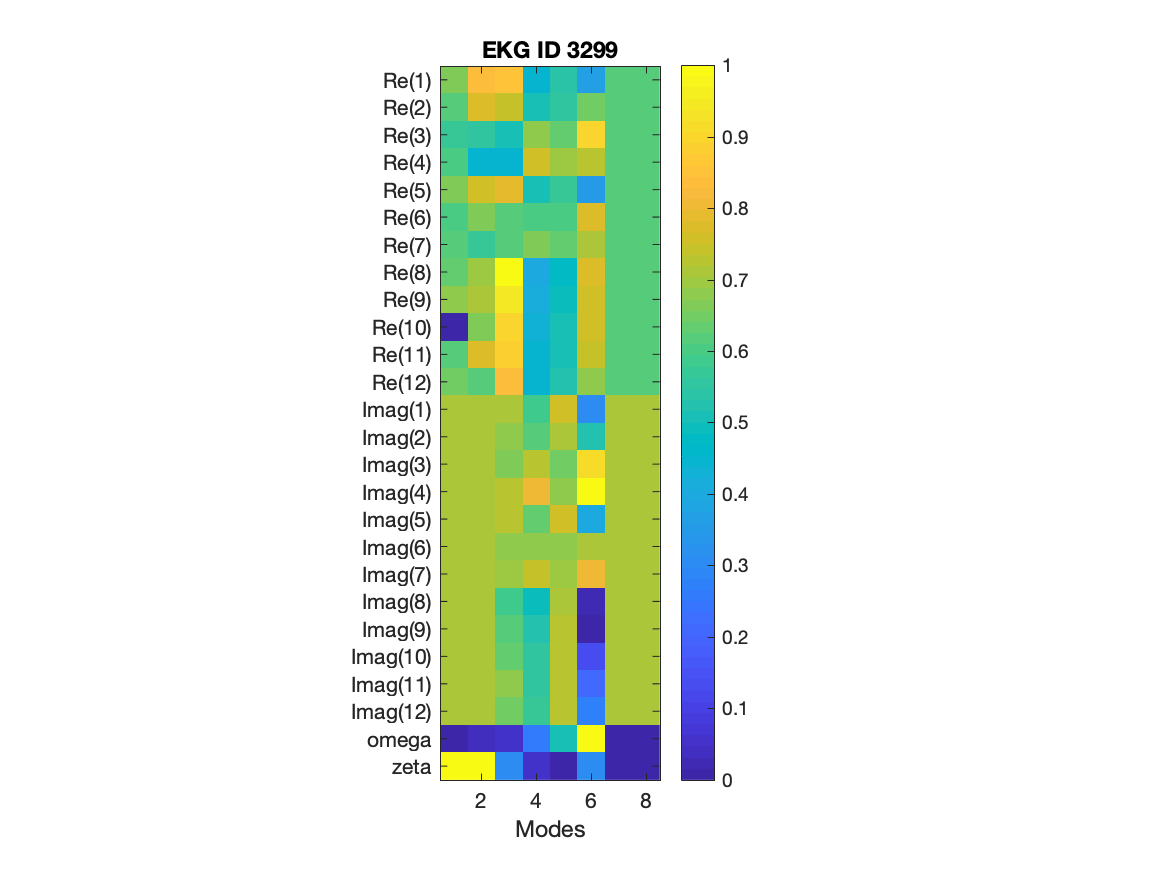 EKG ID 3299
Re(1)
Re(2)
Re(3)
Re(4)
Re(5)
Re(6)
Re(7)
Re(8)
Re(9)
Re(10)
Re(11)
Re(12)
Imag(1)
Imag(2)
Imag(3)
Imag(4)
Imag(5)
Imag(6)
Imag(7)
Imag(8)
Imag(9)
Imag(10)
Imag(11)
Imag(12)
omega
zeta
2 4 6 8
Modes
1
0.9
0.8
0.7
0.6
0.5
0.4
0.3
0.2
0.1
0